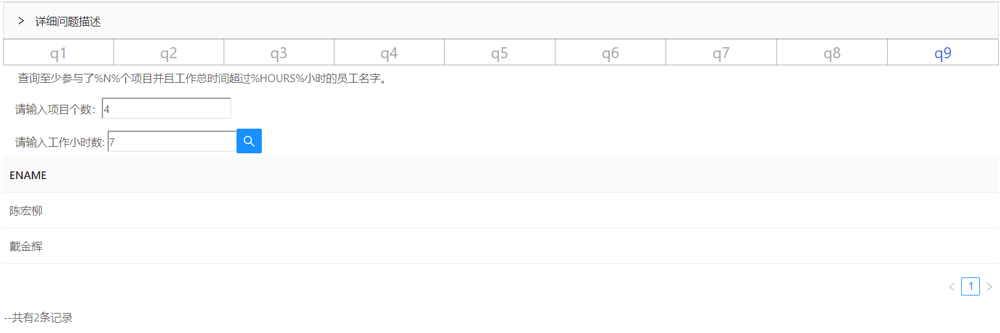 详细问题描述
q1 q2 q3 q4 q5 q6 q7 q8 q9
查询至少参与了%N%个项目并且工作总时间超过%HOURS%小时的员工名字。
请输入项目个数: 4
请输入工作小时数: 7
ENAME
陈宏柳
戴金辉
1
--共有2条记录